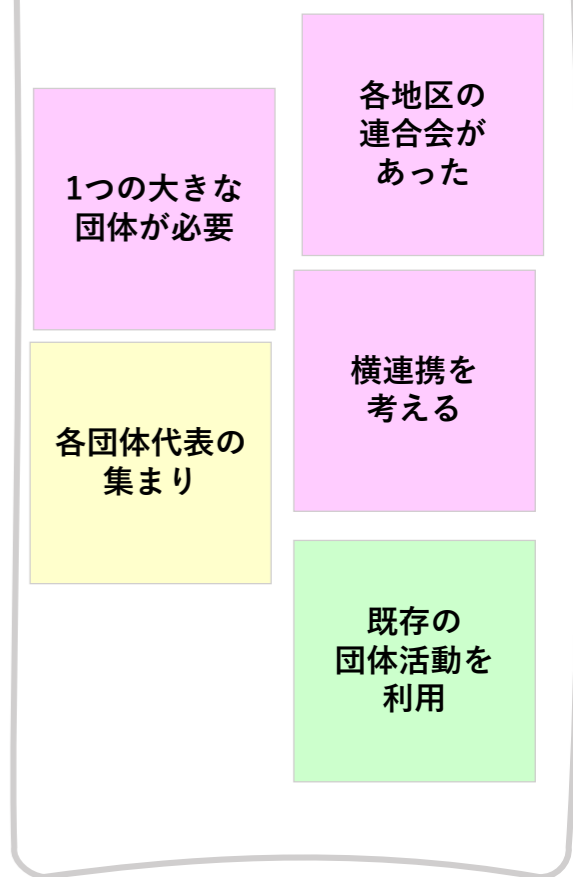 各地区の
連合会が
あった
1つの大きな
団体が必要
横連携を
考える
各団体代表の
集まり
既存の
団体活動を
利用